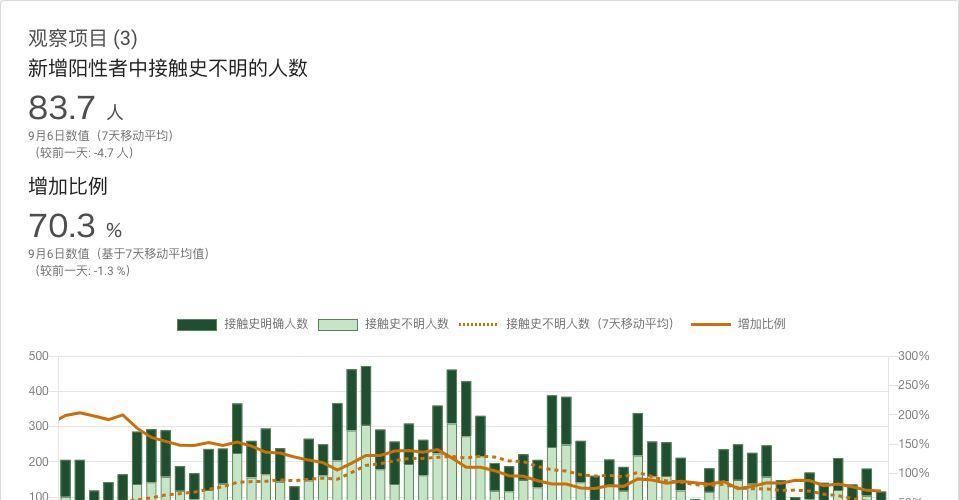 观察项目 (3)
新增阳性者中接触史不明的人数
83.7 人
9月6日数值（7天移动平均）
（较前一天: -4.7 人）
增加比例
70.3 %
9月6日数值（基于7天移动平均值）
（较前一天: -1.3 %）
接触史明确人数 接触史不明人数 接触史不明人数（7天移动平均） 增加比例
500 300%
250%
400
200%
300
150%
200
100%
100